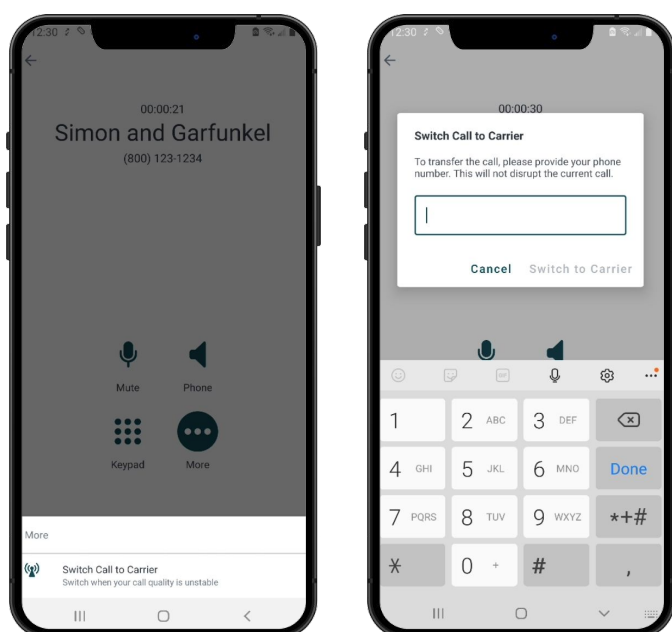 12:30
00:00:21
Simon and Garfunkel
(800) 123-1234
Mute Phone
Keypad More
More
Switch Call to Carrier
Switch when your call quality is unstable
12:30
00:00:30
Switch Call to Carrier
To transfer the call, please provide your phone
number. This will not disrupt the current call.
Cancel Switch to Carrier
GIF
1 2 ABC 3 DEF
4 GHI 5 JKL 6 MNO Done
7 PQRS 8 TUV 9 WXYZ *+#
* 0 + # ,